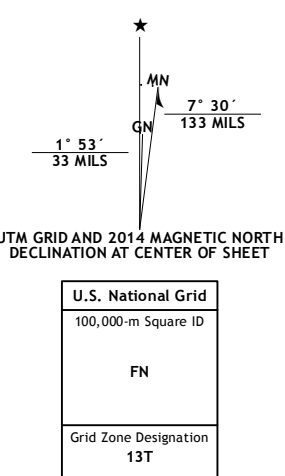 ★
MN
7° 30´
133 MILS
GN
1° 53´
33 MILS
UTM GRID AND 2014 MAGNETIC NORTH
DECLINATION AT CENTER OF SHEET
U.S. National Grid
100,000-m Square ID
FN
Grid Zone Designation
13T